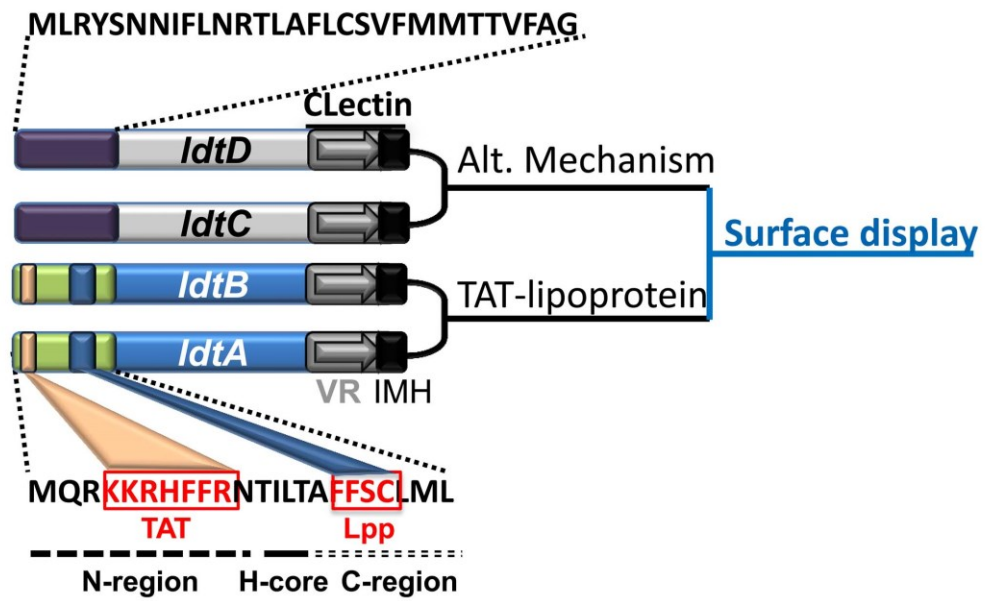 MLRYSNNIFLNRTLAFLCSVFMMTTVFAG
CLectin
ldtD
Alt. Mechanism
ldtC
Surface display
ldtB
TAT-lipoprotein
ldtA
VR IMH
MQRKKRHFFRNTILTAFFSCLML
TAT Lpp
N-region H-core C-region